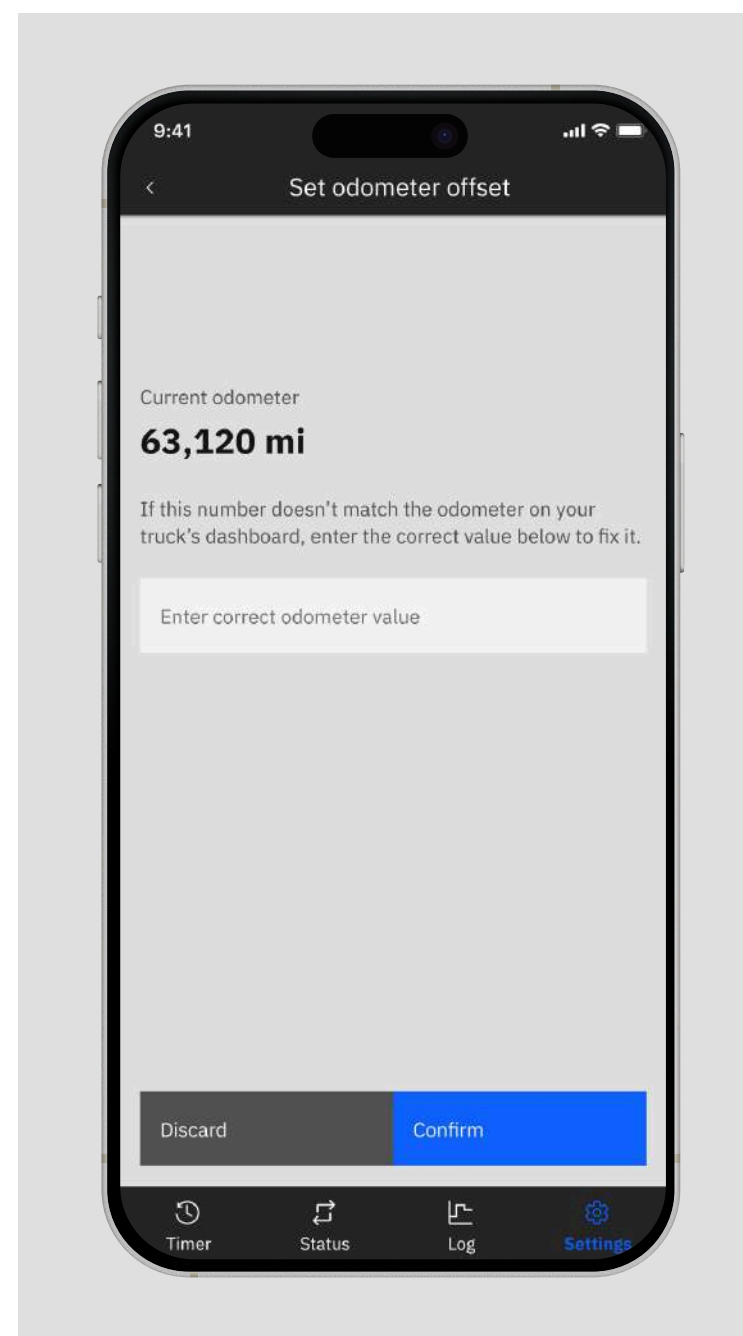 9:41
Set odometer offset
Current odometer
63,120 mi
If this number doesn't match the odometer on your
truck's dashboard, enter the correct value below to fix it.
Enter correct odometer value
Discard
Confirm
Timer
Status
Log
Settings